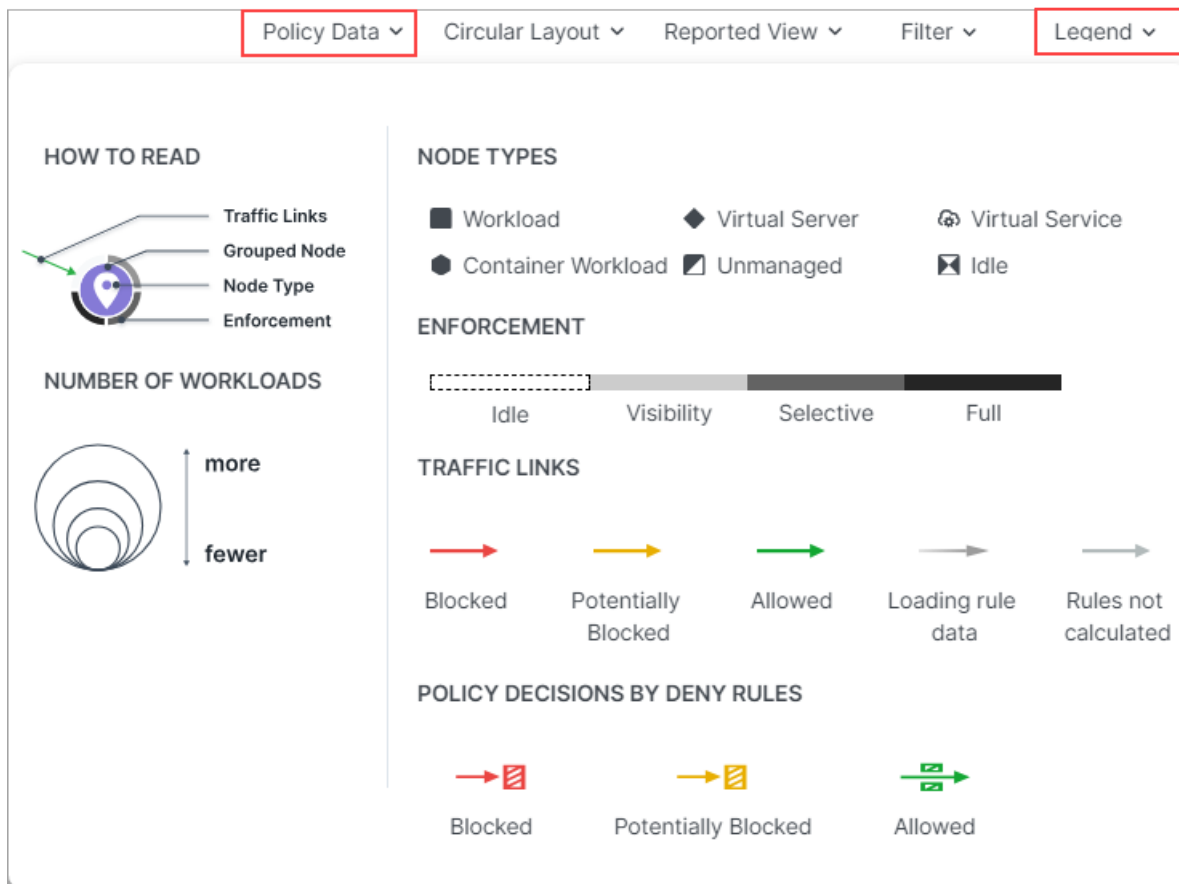 Policy Data
Circular Layout
Reported View
Filter
Legend
HOW TO READ
Traffic Links
Grouped Node
Node Type
Enforcement
NUMBER OF WORKLOADS
more
fewer
NODE TYPES
Workload
Virtual Server
Virtual Service
Container Workload
Unmanaged
Idle
ENFORCEMENT
Idle
Visibility
Selective
Full
TRAFFIC LINKS
Blocked
Potentially
Blocked
Allowed
Loading rule
data
Rules not
calculated
POLICY DECISIONS BY DENY RULES
Blocked
Potentially Blocked
Allowed